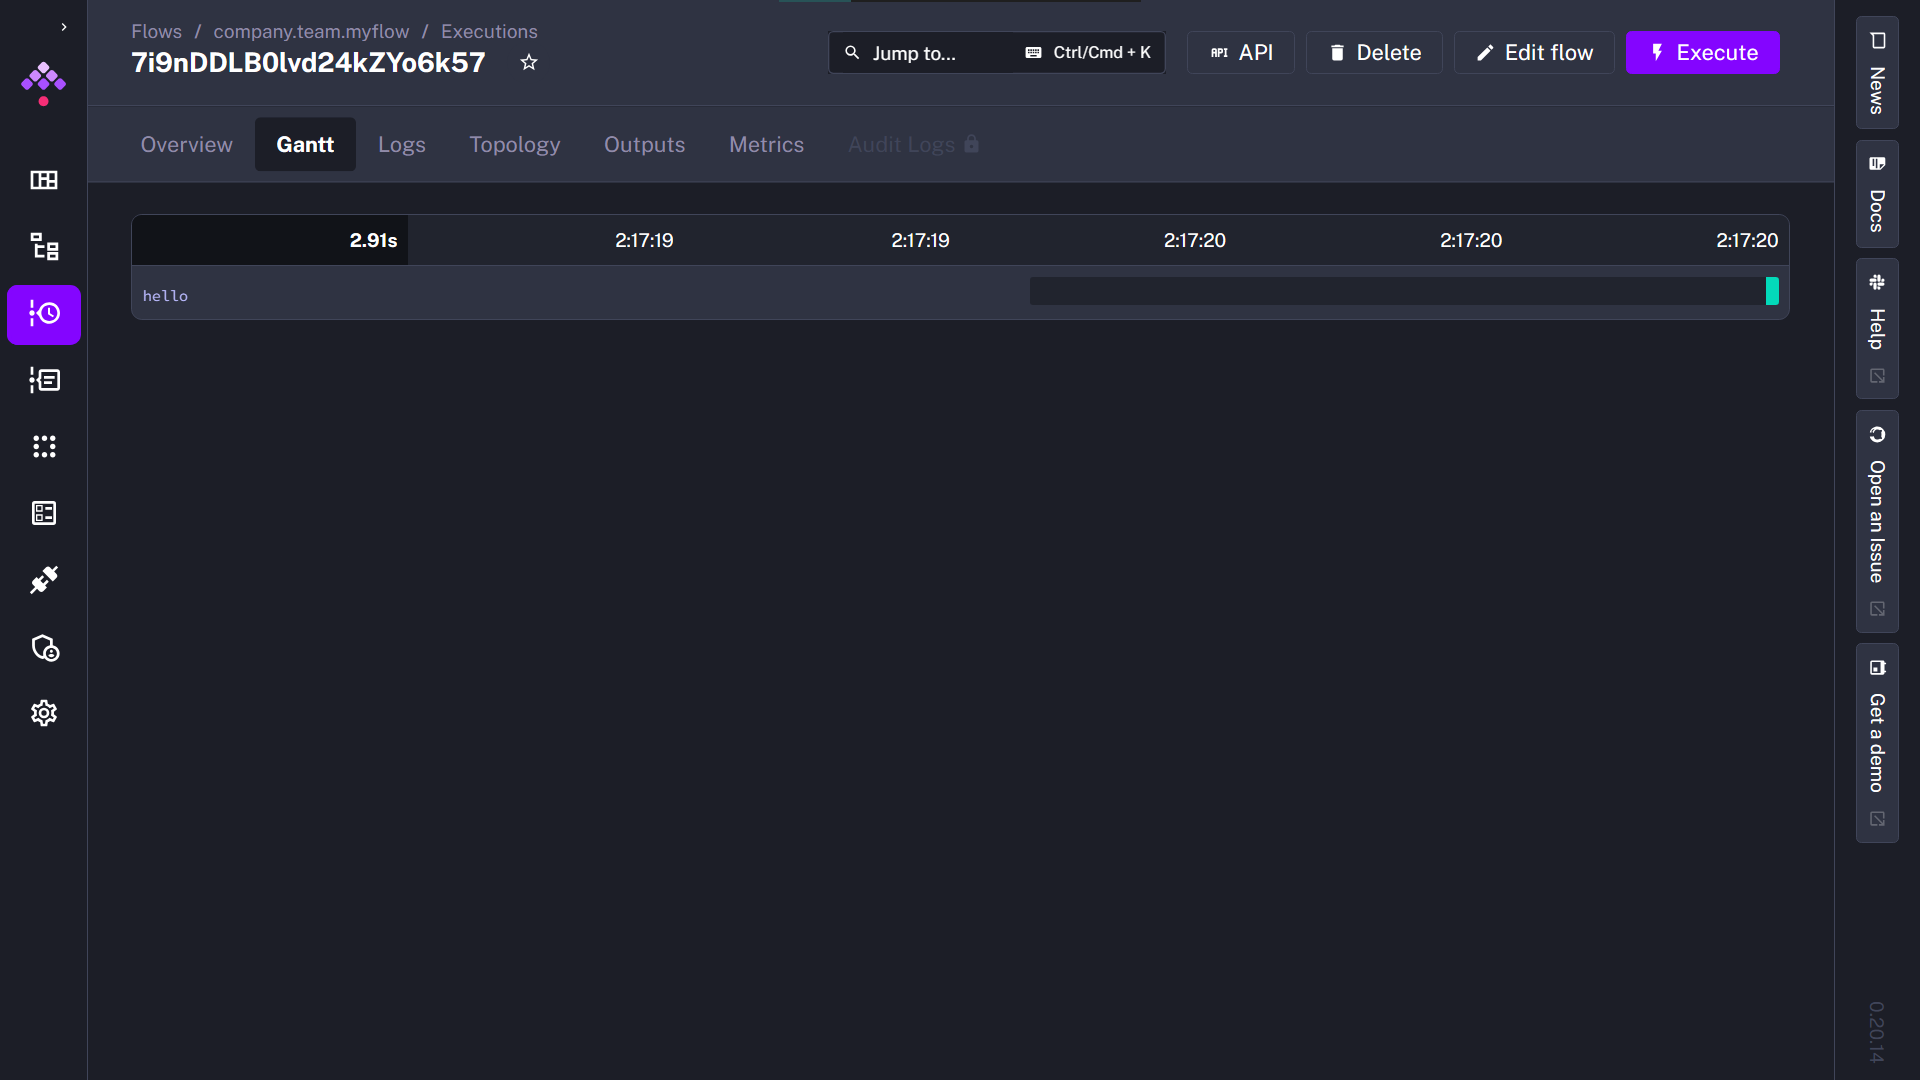 Flows / company.team.myflow / Executions
7i9nDDLB0lvd24kZYo6k57
Jump to... Ctrl/Cmd + K
API API
Delete
Edit flow
Execute
Overview Gantt Logs Topology Outputs Metrics Audit Logs
2.91s 2:17:19 2:17:19 2:17:20 2:17:20 2:17:20
hello
News
Docs
Help
Open an Issue
Get a demo
0.20.14